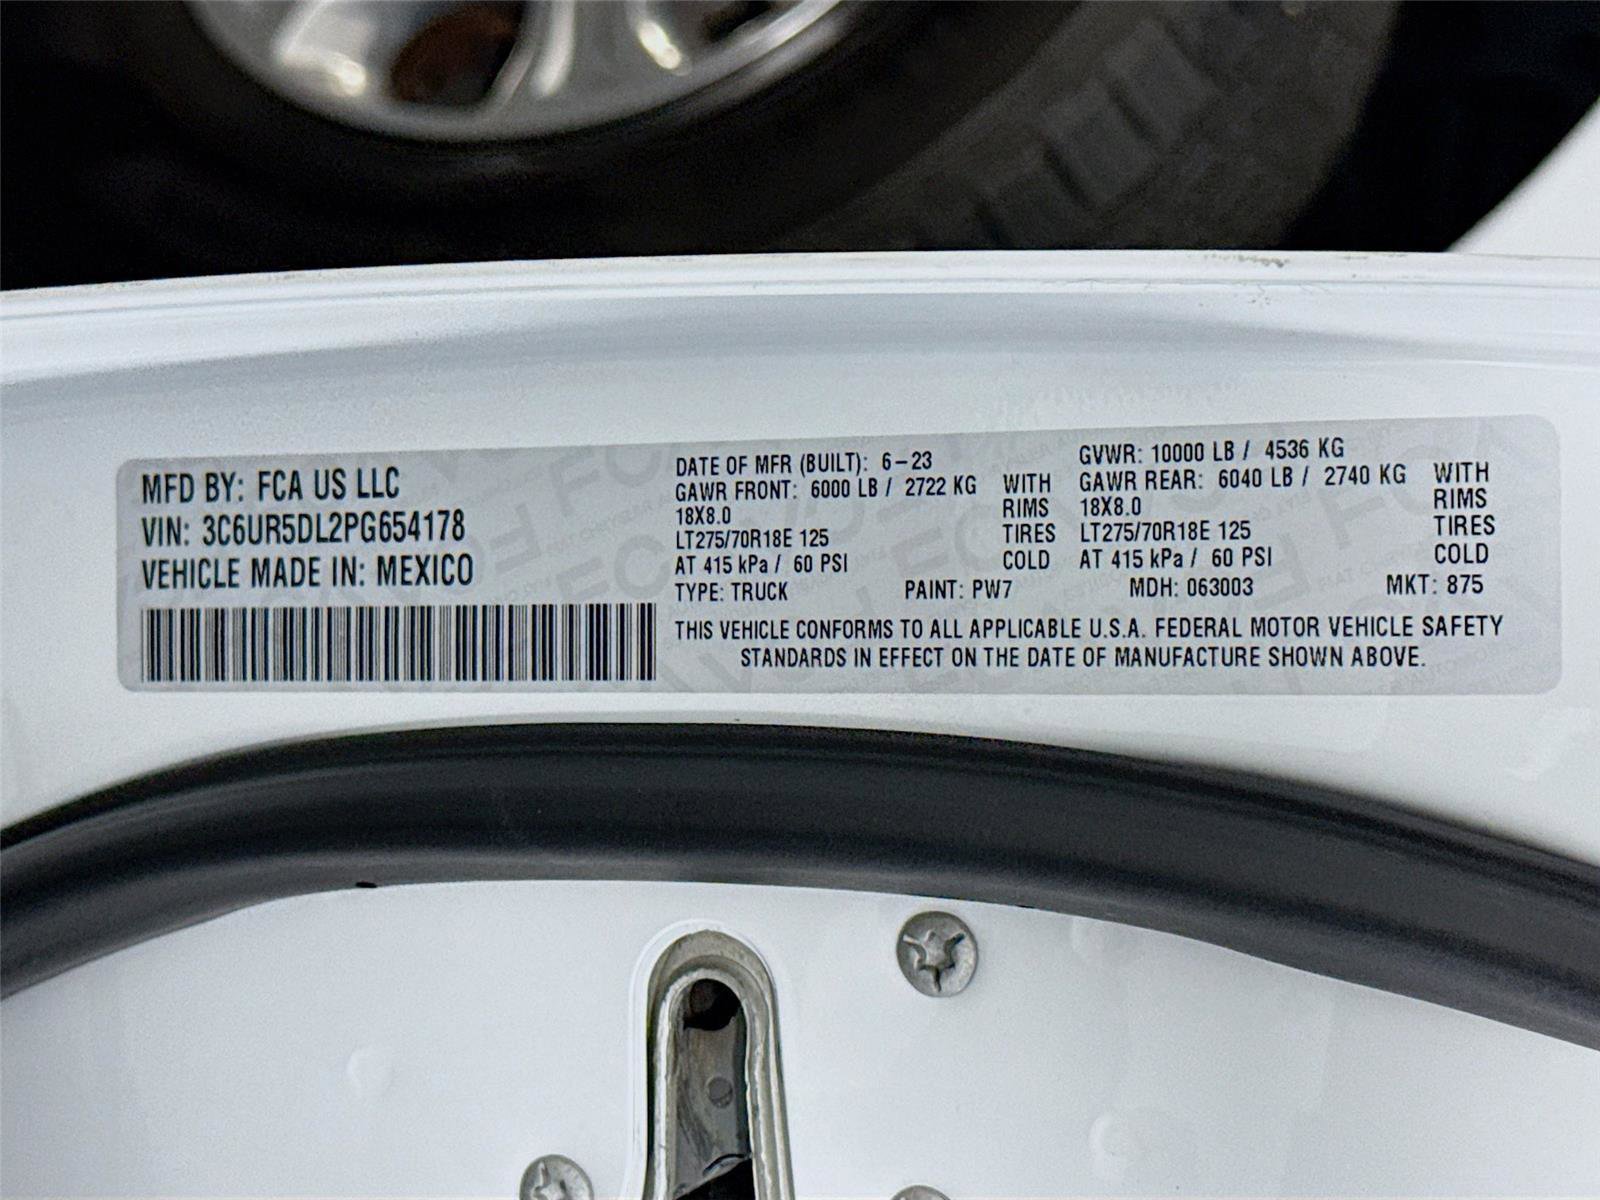 MFD BY: FCA US LLC
VIN: 3C6UR5DL2PG654178
VEHICLE MADE IN: MEXICO
DATE OF MFR (BUILT): 6-23
GAWR FRONT: 6000 LB / 2722 KG WITH
18X8.0 RIMS
LT275/70R18E 125 TIRES
AT 415 kPa / 60 PSI COLD
GVWR: 10000 LB / 4536 KG
GAWR REAR: 6040 LB / 2740 KG WITH
18X8.0 RIMS
LT275/70R18E 125 TIRES
AT 415 kPa / 60 PSI COLD
TYPE: TRUCK PAINT: PW7 MDH: 063003 MKT: 875
THIS VEHICLE CONFORMS TO ALL APPLICABLE U.S.A. FEDERAL MOTOR VEHICLE SAFETY
STANDARDS IN EFFECT ON THE DATE OF MANUFACTURE SHOWN ABOVE.